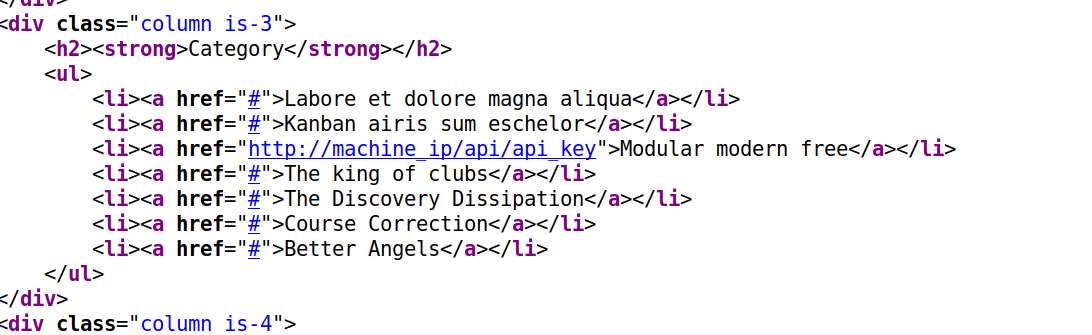 </div>
<div class="column is-3">
<h2><strong>Category</strong></h2>
<ul>
<li><a href="#">Labore et dolore magna aliqua</a></li>
<li><a href="#">Kanban airis sum eschelor</a></li>
<li><a href="http://machine_ip/api/api_key">Modular modern free</a></li>
<li><a href="#">The king of clubs</a></li>
<li><a href="#">The Discovery Dissipation</a></li>
<li><a href="#">Course Correction</a></li>
<li><a href="#">Better Angels</a></li>
</ul>
</div>
<div class="column is-4">